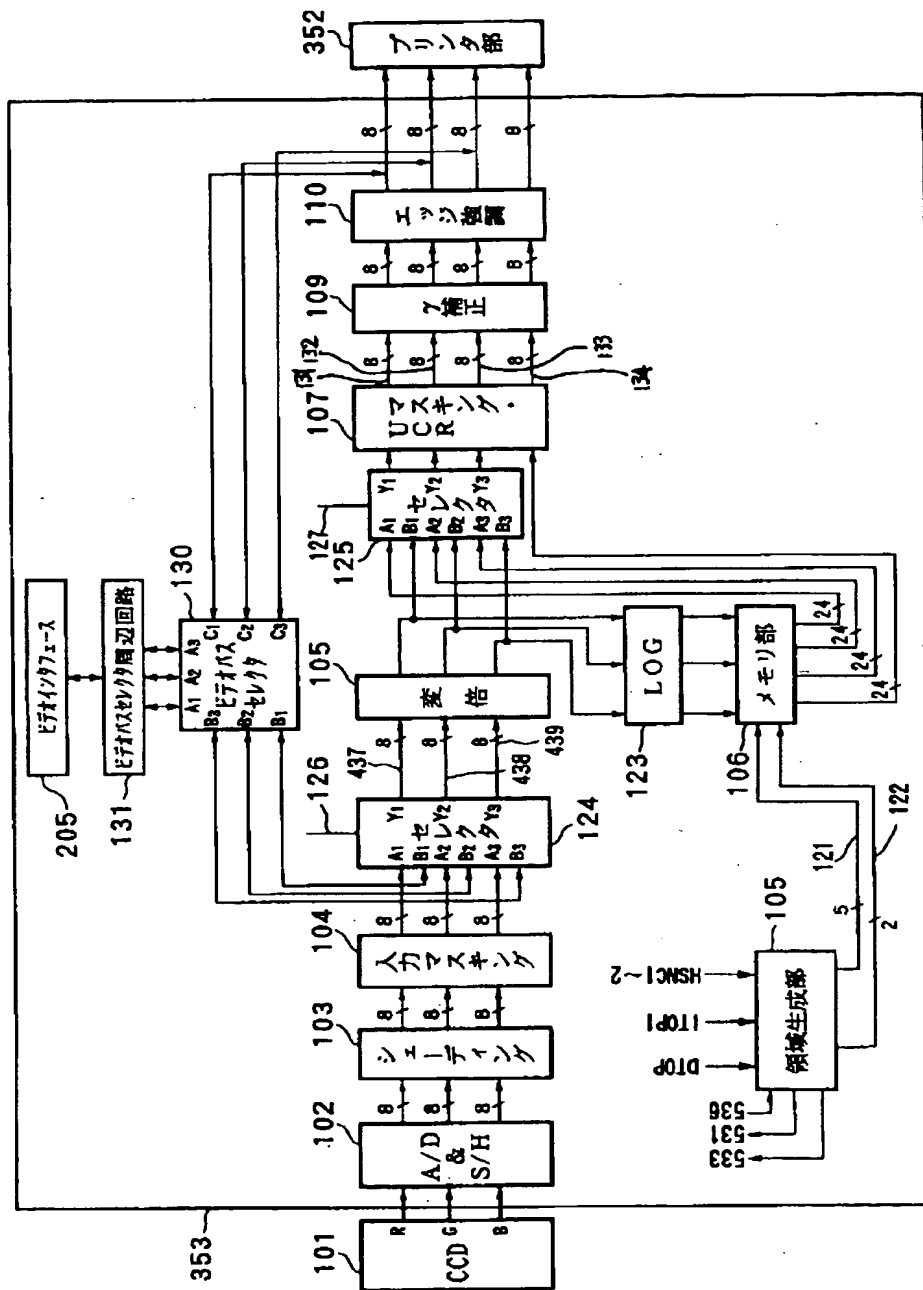 353
101
CCD
R
G
B
102
A/D
&
S/H
8
8
8
103
シェーディング
8
8
8
104
入力マスキング
8
8
8
126
124
セレクタ
A1
B1
A2
B2
A3
B3
Y1
Y2
Y3
437
438
439
8
8
8
105
変倍
205
ビデオインタフェース
131
ビデオバスセレクタ周辺回路
130
ビデオバス
セレクタ
A1
A2
A3
B3
B2
B1
C1
C2
C3
123
LOG
106
メモリ部
24
24
24
24
121
122
5
2
105
領域生成部
HSNC1~2
ITOP1
DTOP
536
531
533
127
125
セレクタ
A1
B1
A2
B2
A3
B3
Y1
Y2
Y3
107
マスキング・
UCR
131
132
133
134
8
8
8
8
109
γ補正
8
8
8
8
110
エッジ強調
8
8
8
8
352
プリンタ部